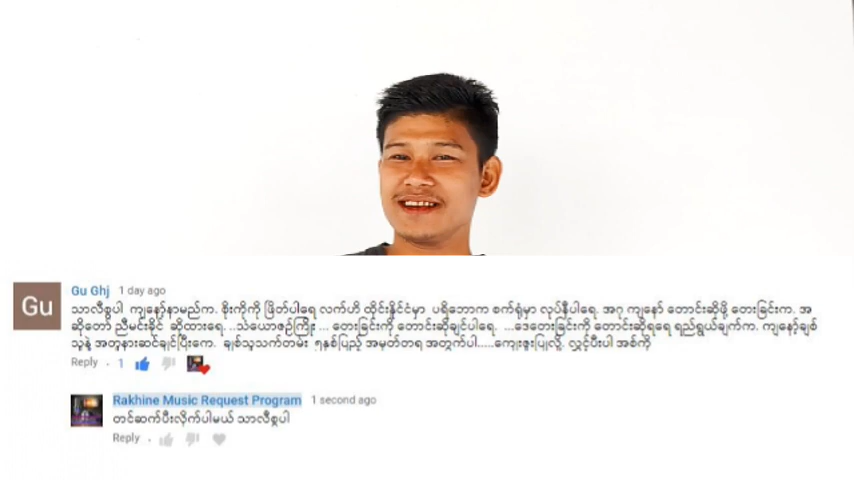 Gu
Gu Ghj 1 day ago
သာလီစွပါ ကျနော့်နာမည်က. စိုးကိုကို ဖြိတ်ပါရေ လက်ဟိ ထိုင်းနိုင်ငံမှာ ပရိဘောက စက်ရုံမှာ လုပ်နီပါရေ. အဂု ကျနော် တောင်းဆိုဖို့ တေးခြင်းက. အ
ဆိုတော် ညီမင်းခိုင် ဆိုထားရေ. ..သံယောဇဉ်ကြိုး ... တေးခြင်းကို တောင်းဆိုချင်ပါရေ. ...ဒေတေးခြင်းကို တောင်းဆိုရရေ ရည်ရွယ်ချက်က. ကျနော့်ချစ်
သူနဲ့ အတူနားဆင်ချင်ပြီးကေ. ချစ်သူသက်တမ်း ၅နှစ်ပြည့် အမှတ်တရ အတွက်ပါ.....ကျေးဇူးပြုလို့. လွှင့်ပီးပါ အစ်ကို
Reply . 1
Rakhine Music Request Program 1 second ago
တင်ဆက်ပီးလိုက်ပါမယ် သာလီစွပါ
Reply .